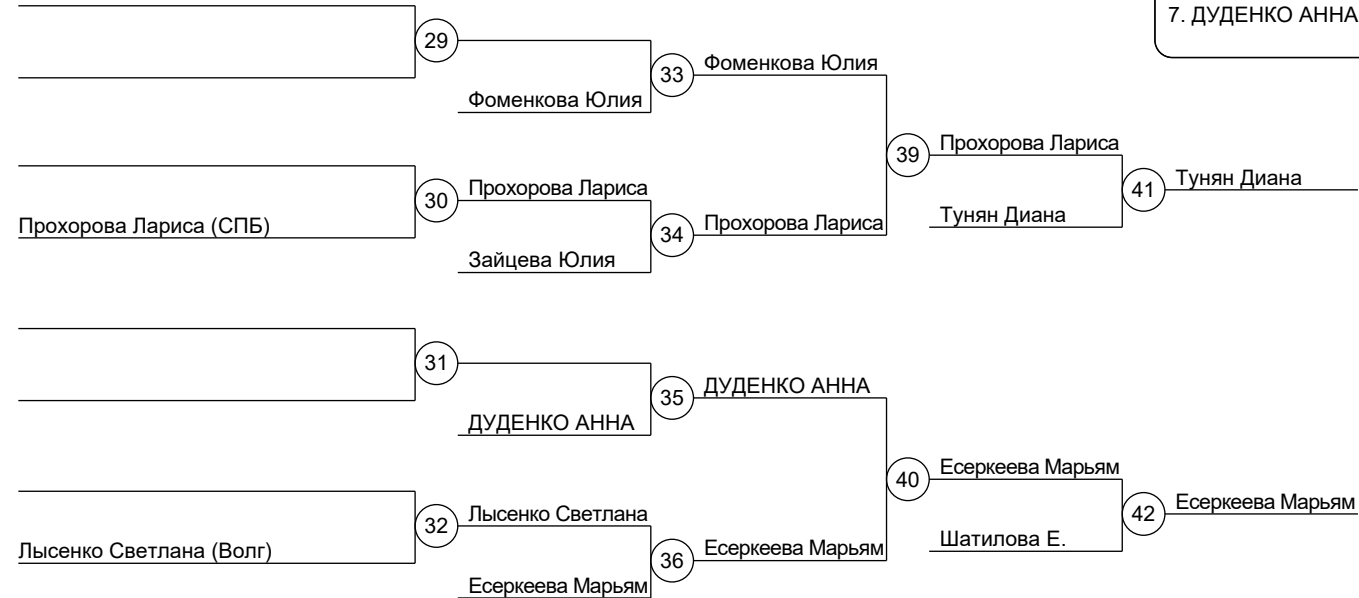 7. ДУДЕНКО АННА
29
33
Фоменкова Юлия
Фоменкова Юлия
39
Прохорова Лариса
30
Прохорова Лариса
41
Тунян Диана
Прохорова Лариса (СПБ)
34
Прохорова Лариса
Тунян Диана
Зайцева Юлия
31
35
ДУДЕНКО АННА
ДУДЕНКО АННА
40
Есеркеева Марьям
32
Лысенко Светлана
42
Есеркеева Марьям
Лысенко Светлана (Волг)
36
Есеркеева Марьям
Шатилова Е.
Есеркеева Марьям